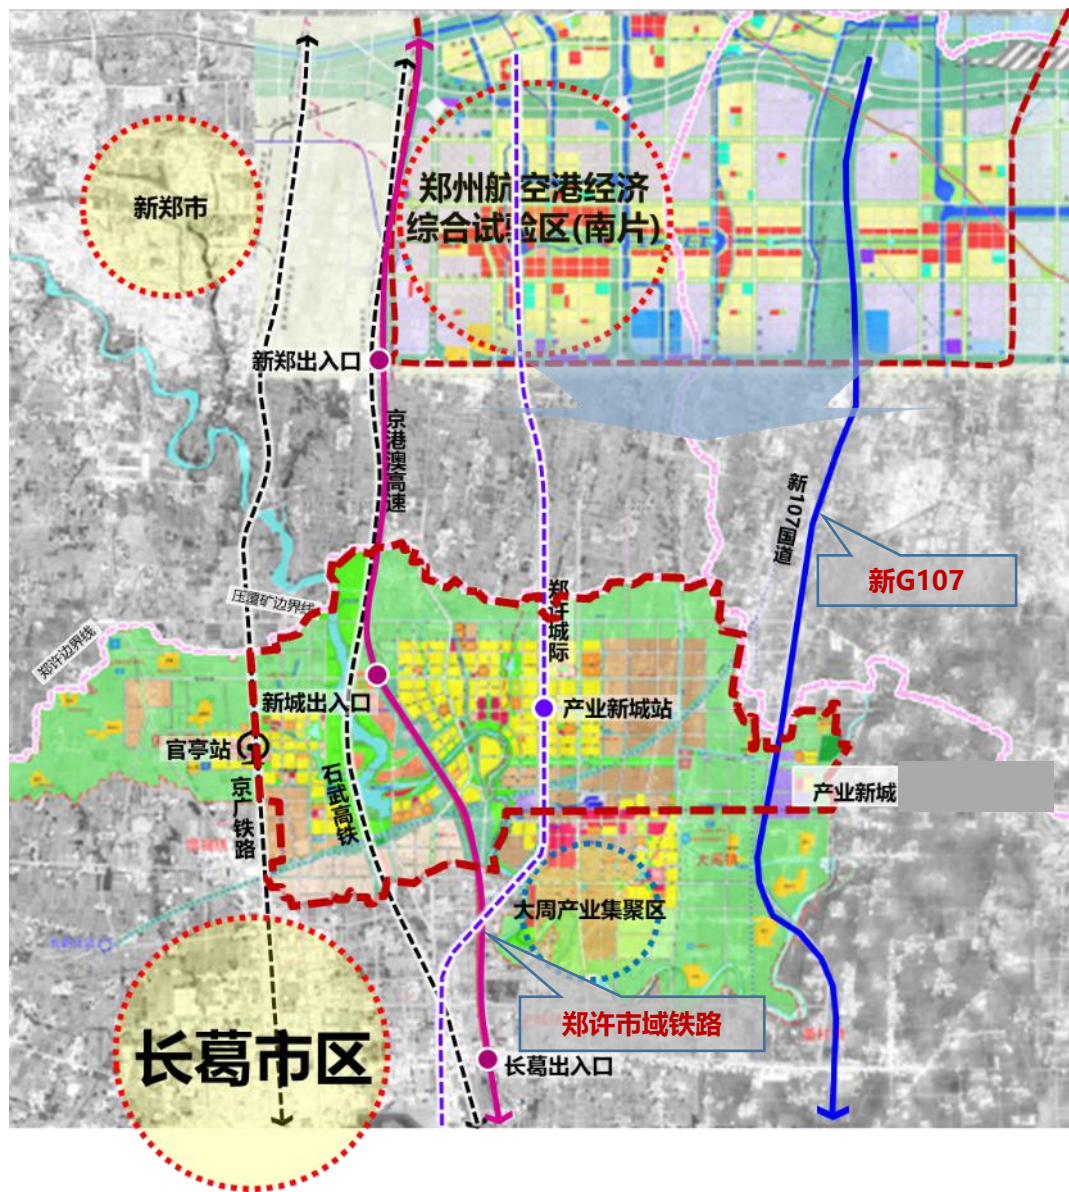 新郑市
郑州航空港经济
综合试验区(南片)
新郑出入口
京港澳高速
新107国道
新G107
压覆矿边界线
郑许边界线
郑许城际
新城出入口
产业新城站
官亭站
石武高铁
京广铁路
产业新城
大周镇
大周产业集聚区
郑许市域铁路
长葛市区
长葛出入口